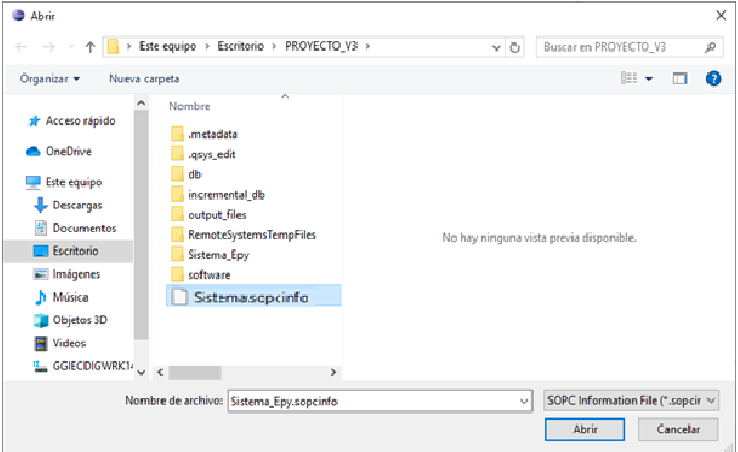 Abrir
Este equipo > Escritorio > PROYECTO_V3 >
Buscar en PROYECTO_V3
Organizar
Nueva carpeta
Nombre
Acceso rápido
OneDrive
Este equipo
Descargas
Documentos
Escritorio
Imágenes
Música
Objetos 3D
Videos
GGIECDIGWRK14
.metadata
.qsys_edit
db
incremental_db
output_files
RemoteSystemsTempFiles
Sistema_Epy
software
Sistema.sopcinfo
No hay ninguna vista previa disponible.
Nombre de archivo: Sistema_Epy.sopcinfo
SOPC Information File (*.sopcir
Abrir
Cancelar